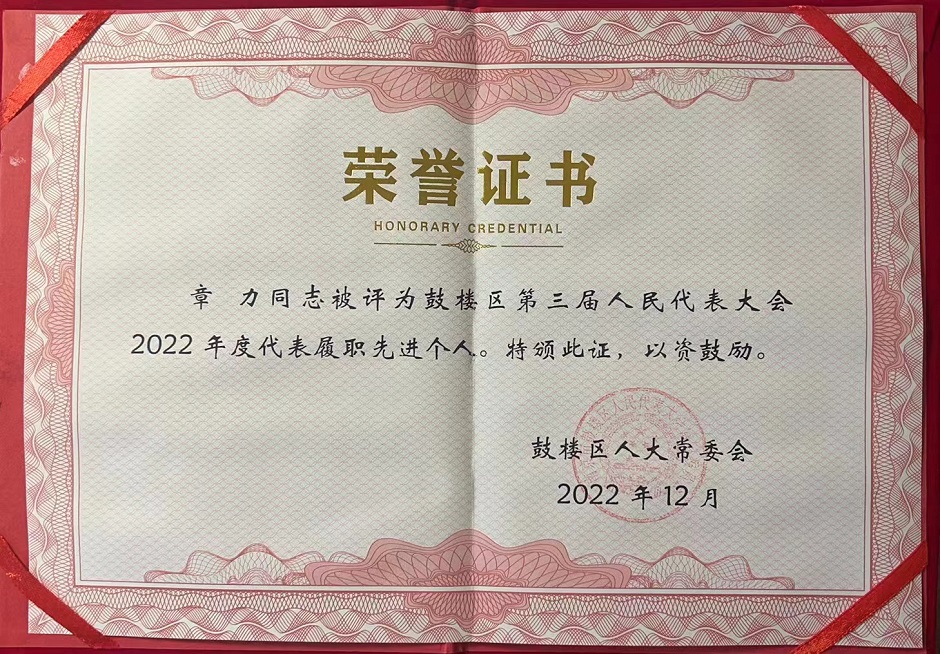 荣誉证书
HONORARY CREDENTIAL
章 力同志被评为鼓楼区第三届人民代表大会
2022 年度代表履职先进个人。特颁此证，以资鼓励。
鼓楼区人大常委会
2022 年 12 月